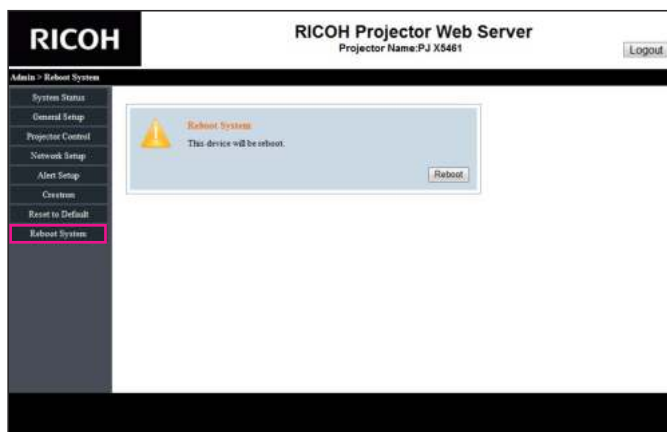 RICOH
RICOH Projector Web Server
Projector Name:PJ X5461
Logout
Admin > Reboot System
System Status
General Setup
Projector Control
Network Setup
Alert Setup
Crestron
Reset to Default
Reboot System
Reboot System
This device will be reboot.
Reboot